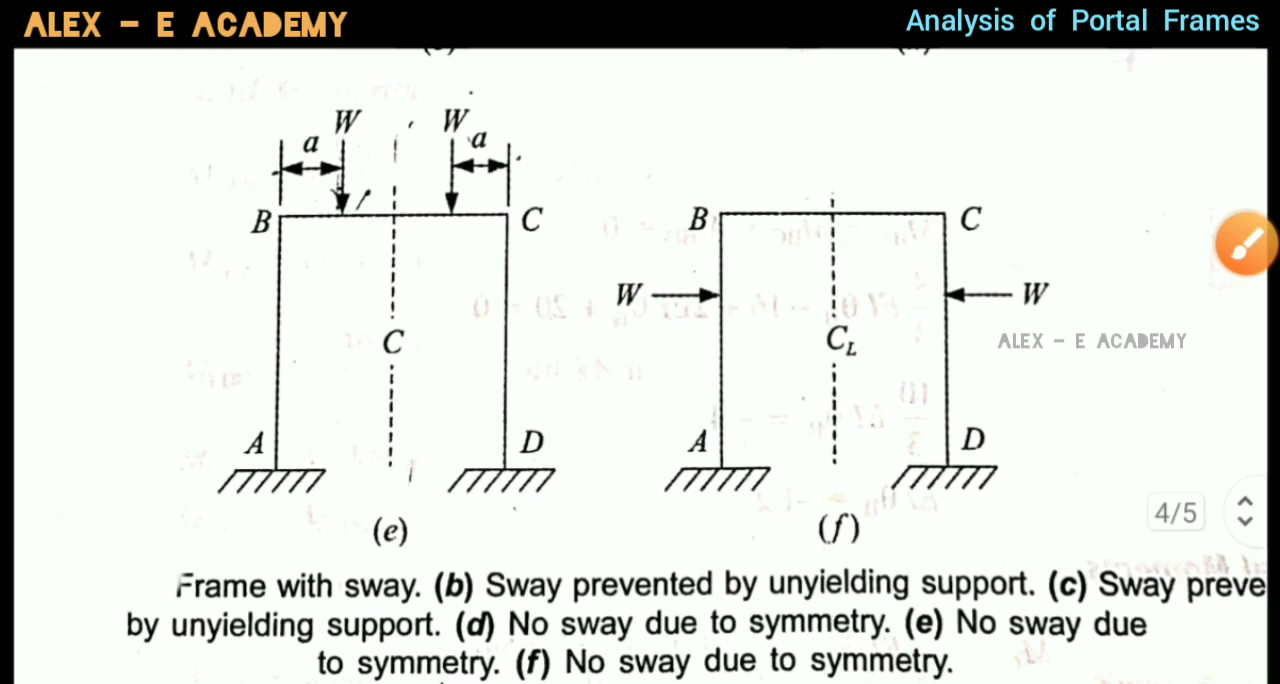 ALEX - E ACADEMY
Analysis of Portal Frames
W W
a a
B C
B C
W W
C
C_L
ALEX - E ACADEMY
A D
A D
(e)
(f)
4/5
Frame with sway. (b) Sway prevented by unyielding support. (c) Sway preve
by unyielding support. (d) No sway due to symmetry. (e) No sway due
to symmetry. (f) No sway due to symmetry.